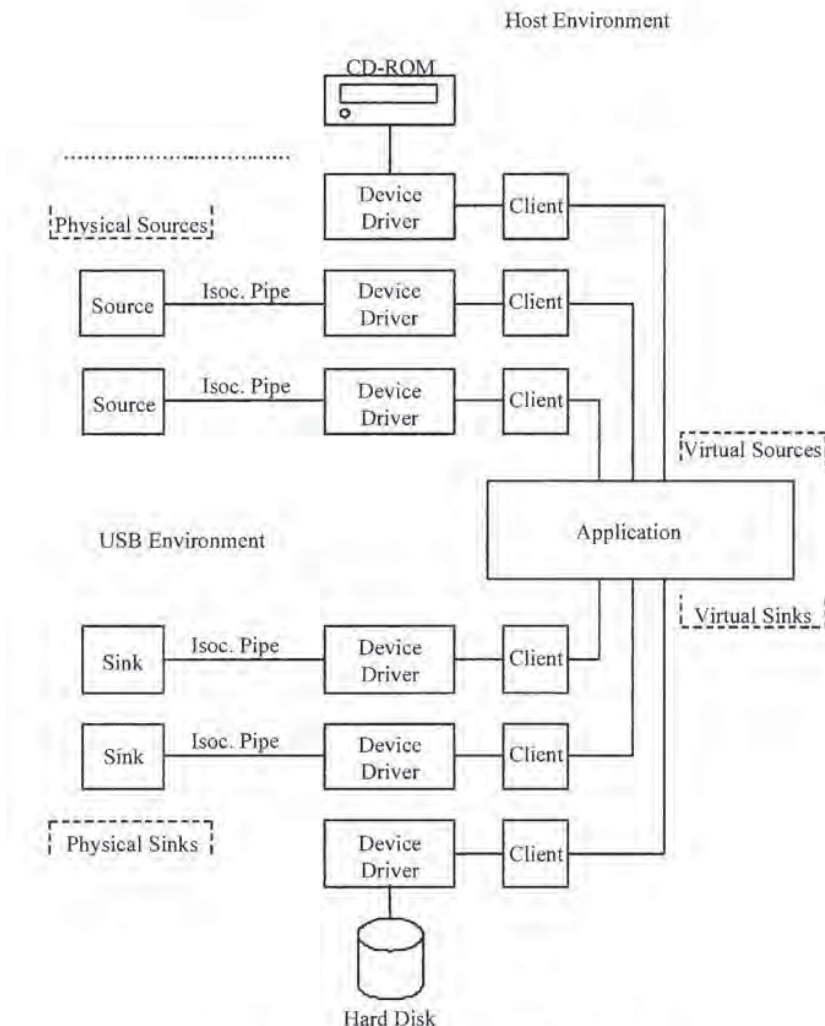 Host Environment
CD-ROM
Device
Driver
Client
Physical Sources
Source
Isoc. Pipe
Device
Driver
Client
Source
Isoc. Pipe
Device
Driver
Client
Virtual Sources
Application
USB Environment
Virtual Sinks
Sink
Isoc. Pipe
Device
Driver
Client
Sink
Isoc. Pipe
Device
Driver
Client
Physical Sinks
Device
Driver
Client
Hard Disk